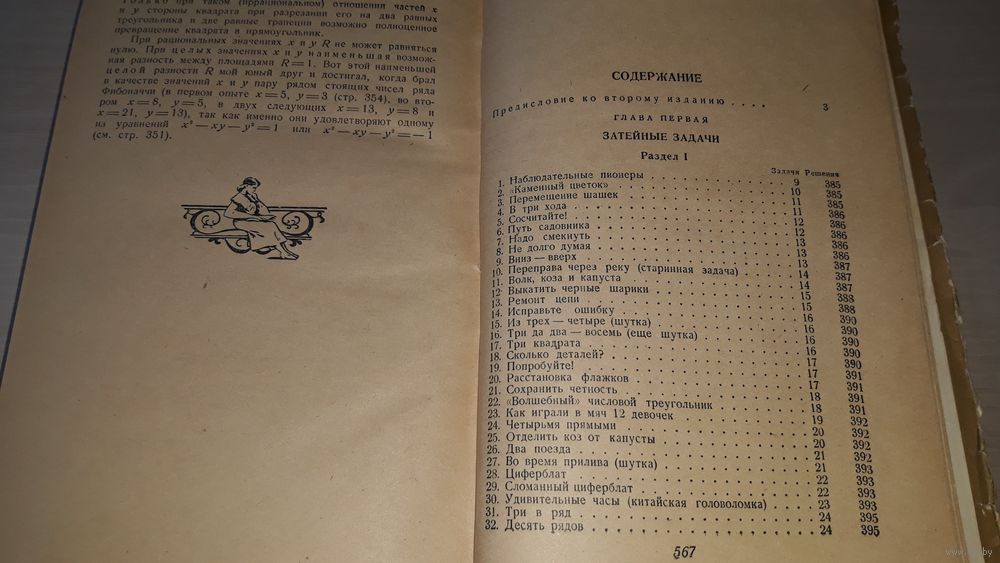 только при таком (иррациональном) отношении частей x
и y стороны квадрата при разрезании его на два равных
треугольника и две равные трапеции возможно полноценное
превращение квадрата в прямоугольник.
При рациональных значениях x и y R не может равняться
нулю. При целых значениях x и y наименьшая возмож-
ная разность между площадями R=1. Вот этой наименьшей
целой разности R мой юный друг и достигал, когда брал
в качестве значений x и y пару рядом стоящих чисел ряда
Фибоначчи (в первом опыте x=5, y=3 (стр. 354), во вто-
ром x=8, y=5, в двух следующих x=13, y=8 и
x=21, y=13), так как именно они удовлетворяют одному
из уравнений x²—xy—y²=1 или x²—xy—y²=—1
(см. стр. 351).
СОДЕРЖАНИЕ
Предисловие ко второму изданию . . . . 3
ГЛАВА ПЕРВАЯ
ЗАТЕЙНЫЕ ЗАДАЧИ
Раздел I
Задачи Решения
1. Наблюдательные пионеры 9 385
2. «Каменный цветок» 10 385
3. Перемещение шашек 11 385
4. В три хода 11 386
5. Сосчитайте! 12 386
6. Путь садовника 12 386
7. Надо смекнуть 13 386
8. Не долго думая 13 386
9. Вниз — вверх 13 387
10. Переправа через реку (старинная задача) 14 387
11. Волк, коза и капуста 14 387
12. Выкатить черные шарики 15 388
13. Ремонт цепи 15 388
14. Исправьте ошибку 16 390
15. Из трех — четыре (шутка) 16 390
16. Три да два — восемь (еще шутка) 16 390
17. Три квадрата 16 390
18. Сколько деталей? 17 390
19. Попробуйте! 17 391
20. Расстановка флажков 17 391
21. Сохранить четность 18 391
22. «Волшебный» числовой треугольник 18 391
23. Как играли в мяч 12 девочек 19 392
24. Четырьмя прямыми 20 392
25. Отделить коз от капусты 20 392
26. Два поезда 21 392
27. Во время прилива (шутка) 21 393
28. Циферблат 22 393
29. Сломанный циферблат 22 393
30. Удивительные часы (китайская головоломка) 23 393
31. Три в ряд 24 395
32. Десять рядов 24 395
567